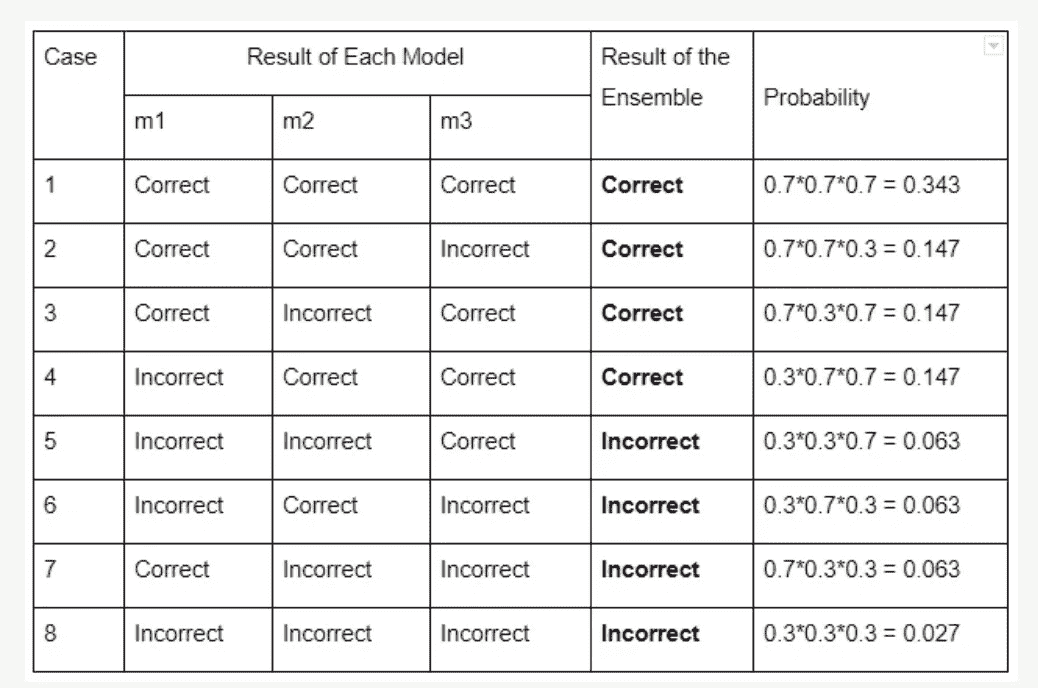 Case Result of Each Model Result of the Ensemble Probability
m1 m2 m3
1 Correct Correct Correct Correct 0.7*0.7*0.7 = 0.343
2 Correct Correct Incorrect Correct 0.7*0.7*0.3 = 0.147
3 Correct Incorrect Correct Correct 0.7*0.3*0.7 = 0.147
4 Incorrect Correct Correct Correct 0.3*0.7*0.7 = 0.147
5 Incorrect Incorrect Correct Incorrect 0.3*0.3*0.7 = 0.063
6 Incorrect Correct Incorrect Incorrect 0.3*0.7*0.3 = 0.063
7 Correct Incorrect Incorrect Incorrect 0.7*0.3*0.3 = 0.063
8 Incorrect Incorrect Incorrect Incorrect 0.3*0.3*0.3 = 0.027